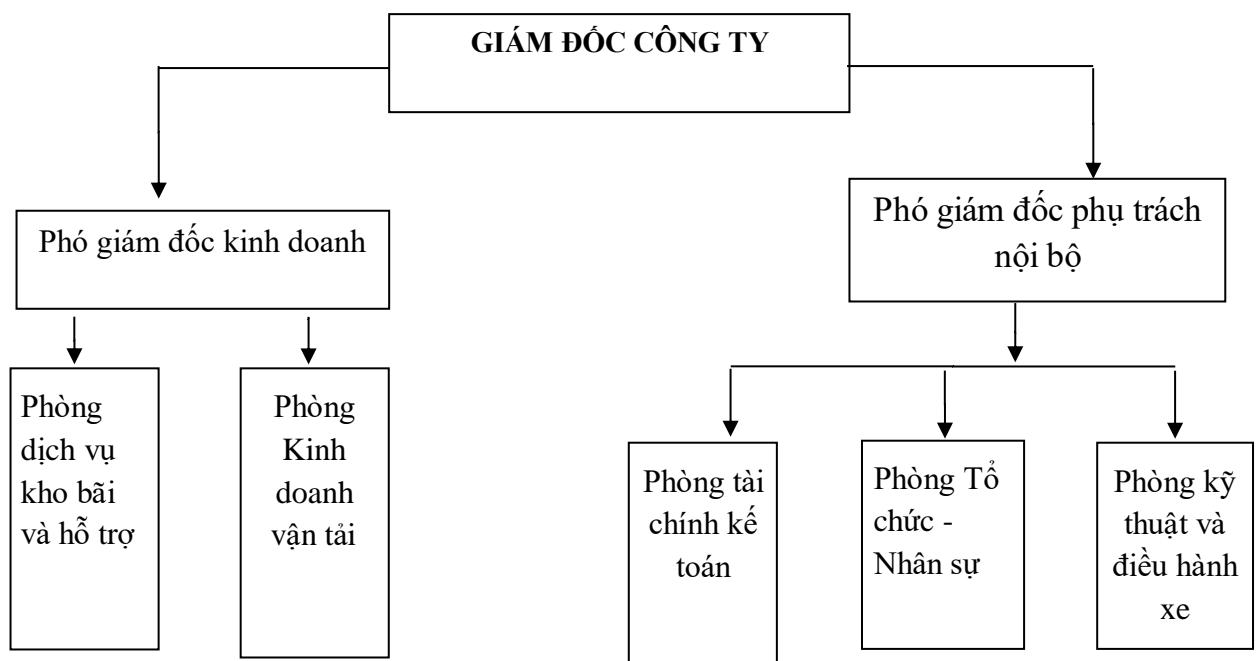 GIÁM ĐỐC CÔNG TY
Phó giám đốc kinh doanh
Phó giám đốc phụ trách
nội bộ
Phòng
dịch vụ
kho bãi
và hỗ trợ
Phòng
Kinh
doanh
vận tải
Phòng tài
chính kế
toán
Phòng Tổ
chức -
Nhân sự
Phòng kỹ
thuật và
điều hành
xe